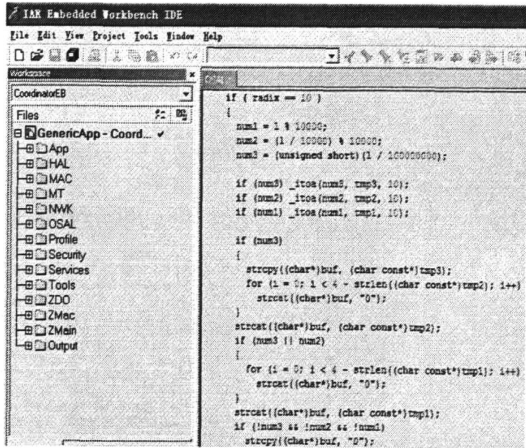 IAR Embedded Workbench IDE
File Edit View Project Tools Window Help
Workspace
CoordinatorEB
Files
GenericApp - Coord...
App
HAL
MAC
MT
NWK
OSAL
Profile
Security
Services
Tools
ZDO
ZMac
ZMain
Output
if ( radix == 10 )
{
num1 = l % 10000;
num2 = (l / 10000) % 10000;
num3 = (unsigned short)(l / 100000000);
if (num3) _itoa(num3, tmp3, 10);
if (num2) _itoa(num2, tmp2, 10);
if (num1) _itoa(num1, tmp1, 10);
if (num3)
{
strcpy((char*)buf, (char const*)tmp3);
for (i = 0; i < 4 - strlen((char const*)tmp2); i++)
strcat((char*)buf, "0");
}
strcat((char*)buf, (char const*)tmp2);
if (num3 || num2)
{
for (i = 0; i < 4 - strlen((char const*)tmp1); i++)
strcat((char*)buf, "0");
}
strcat((char*)buf, (char const*)tmp1);
if (!num3 && !num2 && !num1)
strcpy((char*)buf, "0");